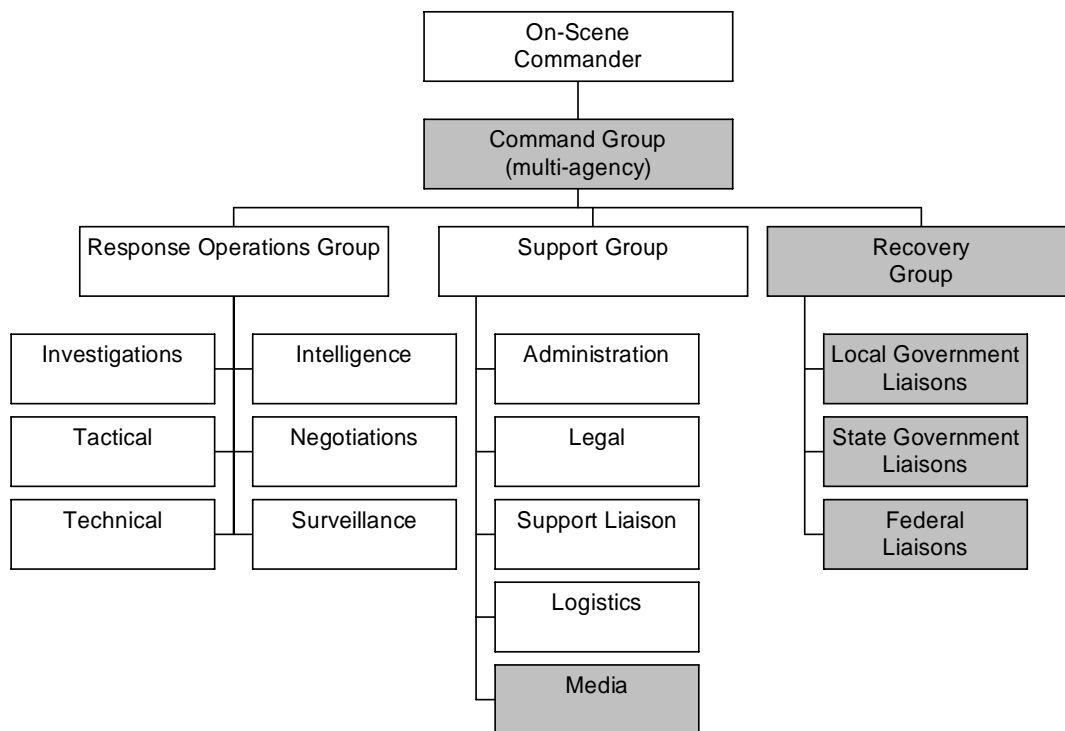 On-Scene
Commander
Command Group
(multi-agency)
Response Operations Group
Support Group
Recovery
Group
Investigations
Intelligence
Administration
Local Government
Liaisons
Tactical
Negotiations
Legal
State Government
Liaisons
Technical
Surveillance
Support Liaison
Federal
Liaisons
Logistics
Media